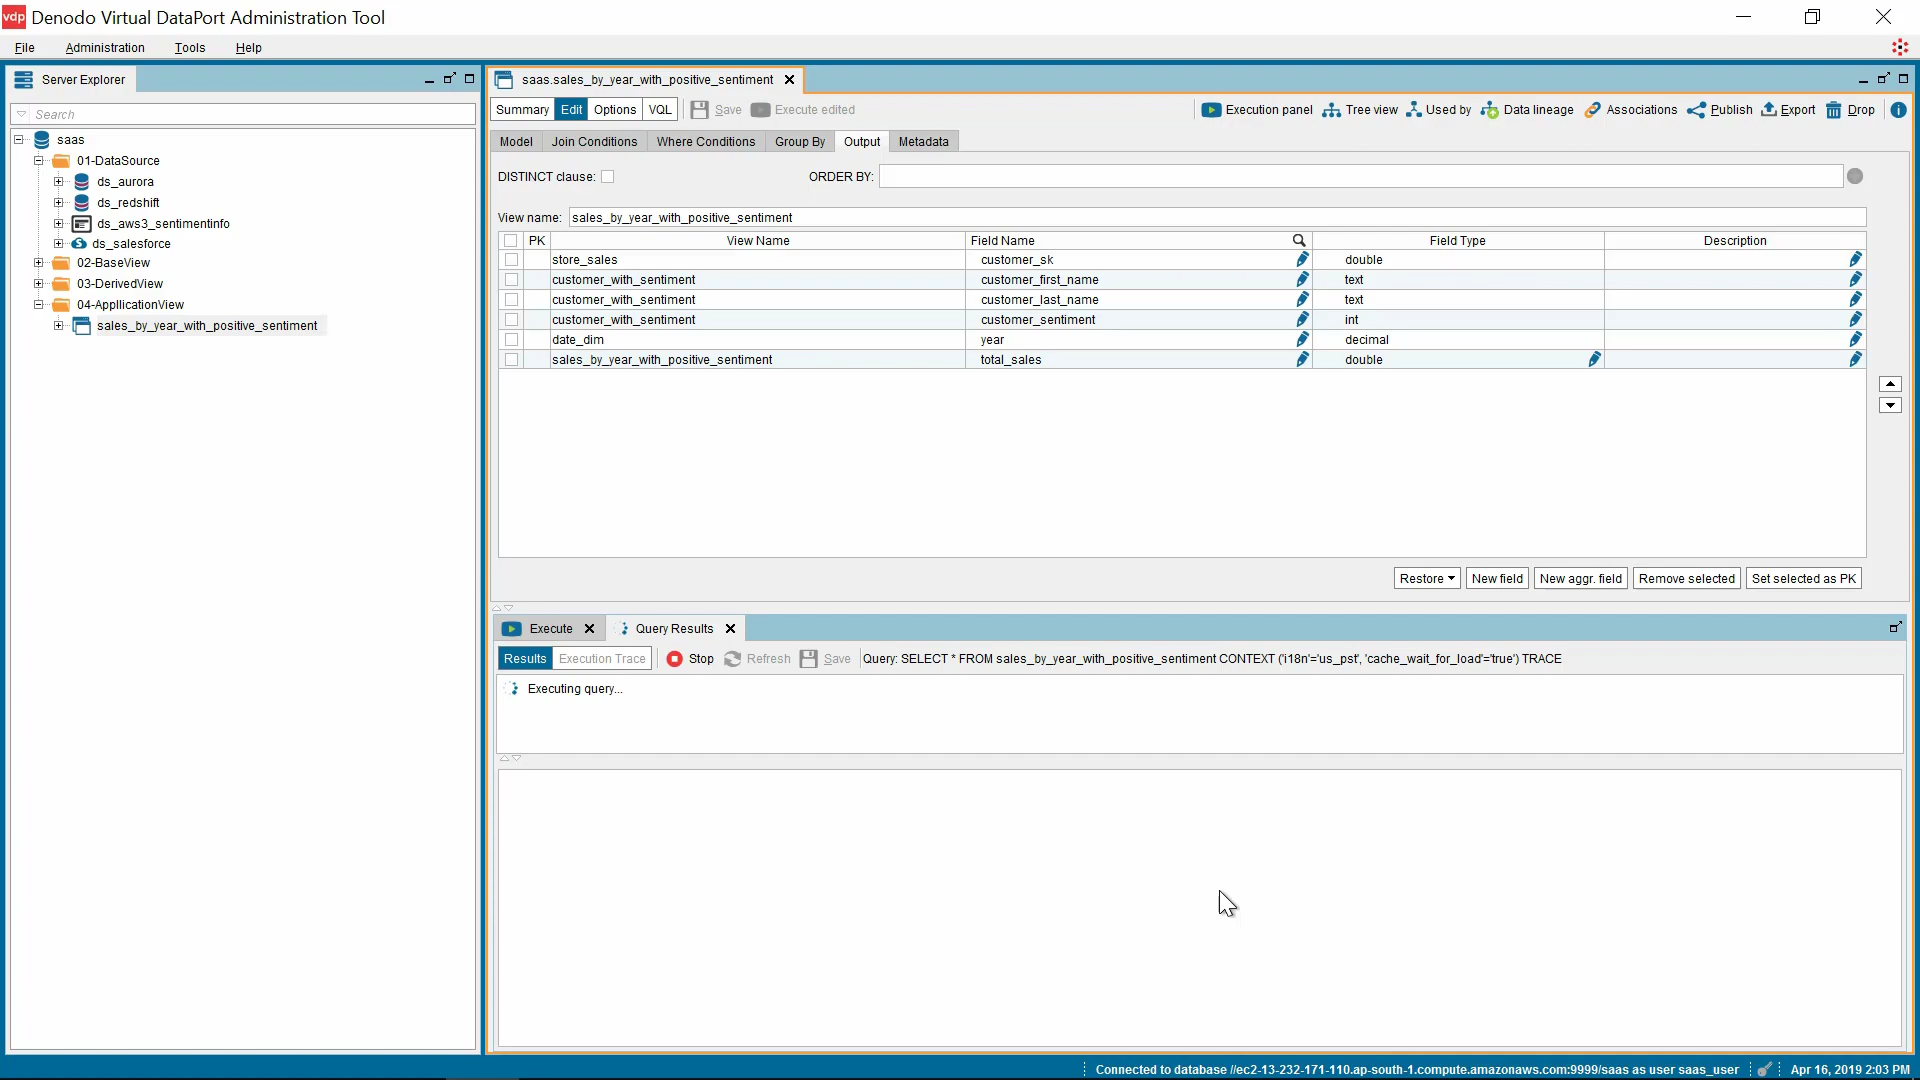 vdp Denodo Virtual DataPort Administration Tool
File Administration Tools Help
Server Explorer
Search
saas
01-DataSource
ds_aurora
ds_redshift
ds_aws3_sentimentinfo
ds_salesforce
02-BaseView
03-DerivedView
04-AppllicationView
sales_by_year_with_positive_sentiment
saas.sales_by_year_with_positive_sentiment
Summary Edit Options VQL Save Execute edited Execution panel Tree view Used by Data lineage Associations Publish Export Drop
Model Join Conditions Where Conditions Group By Output Metadata
DISTINCT clause: ORDER BY:
View name: sales_by_year_with_positive_sentiment
PK View Name Field Name Field Type Description
store_sales customer_sk double
customer_with_sentiment customer_first_name text
customer_with_sentiment customer_last_name text
customer_with_sentiment customer_sentiment int
date_dim year decimal
sales_by_year_with_positive_sentiment total_sales double
Restore New field New aggr. field Remove selected Set selected as PK
Execute Query Results
Results Execution Trace Stop Refresh Save Query: SELECT * FROM sales_by_year_with_positive_sentiment CONTEXT ('i18n'='us_pst', 'cache_wait_for_load'='true') TRACE
Executing query...
Connected to database //ec2-13-232-171-110.ap-south-1.compute.amazonaws.com:9999/saas as user saas_user Apr 16, 2019 2:03 PM